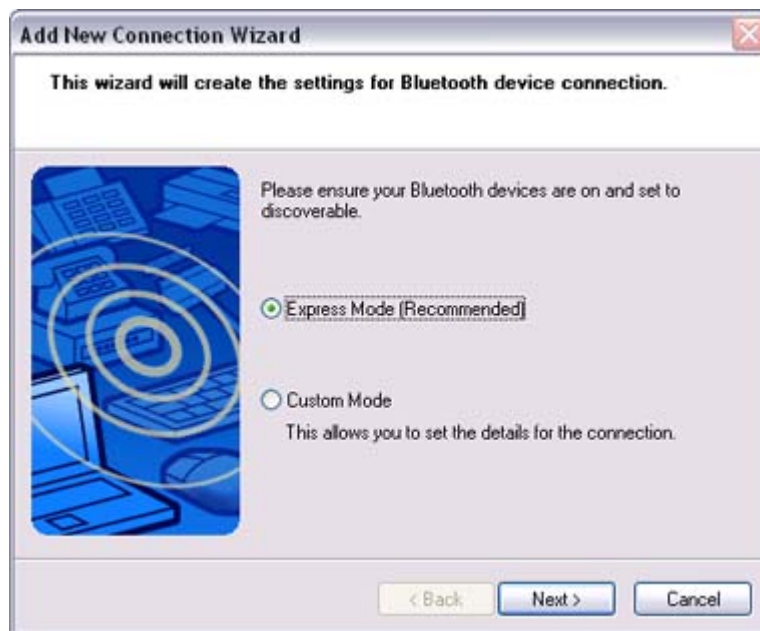 Add New Connection Wizard
This wizard will create the settings for Bluetooth device connection.
Please ensure your Bluetooth devices are on and set to
discoverable.
Express Mode (Recommended)
Custom Mode
This allows you to set the details for the connection.
< Back
Next >
Cancel